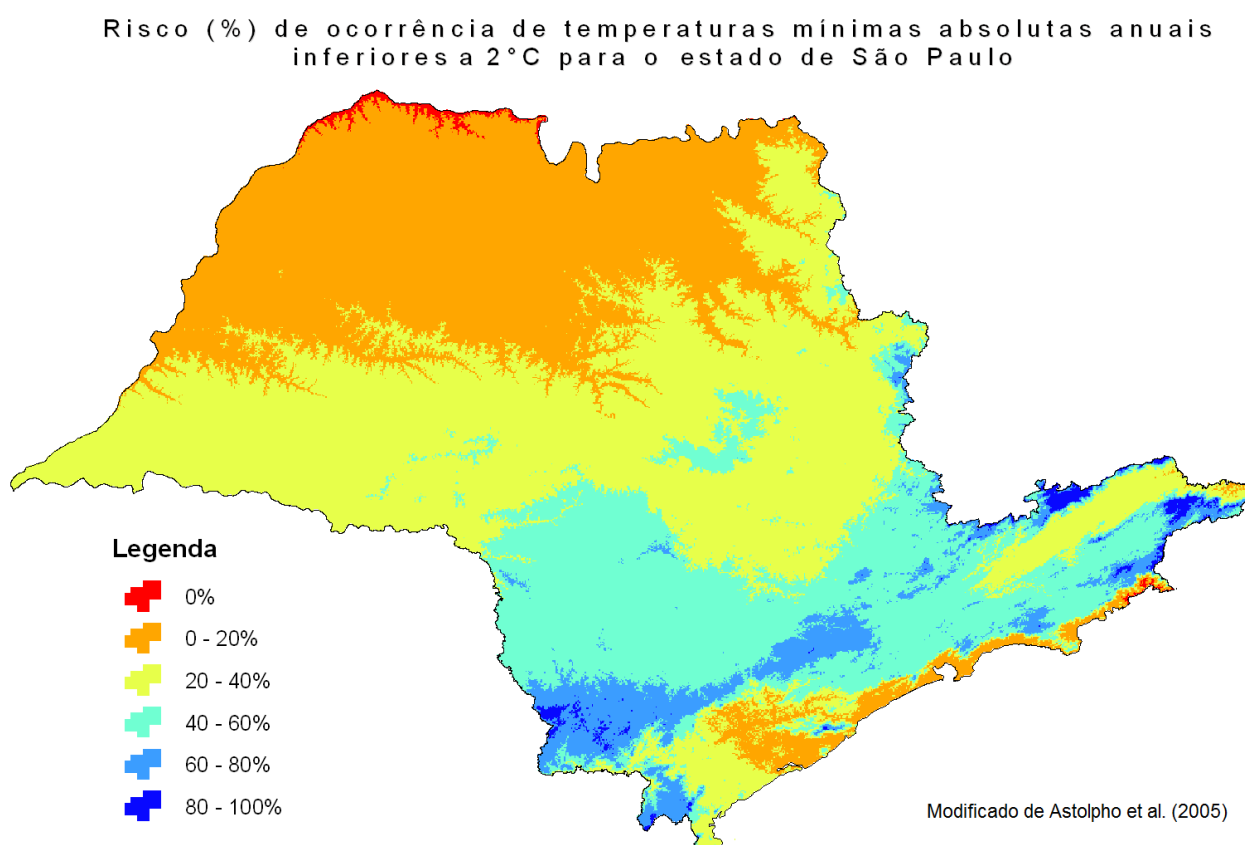 Risco (%) de ocorrência de temperaturas mínimas absolutas anuais
inferiores a 2°C para o estado de São Paulo
Legenda
0%
0 - 20%
20 - 40%
40 - 60%
60 - 80%
80 - 100%
Modificado de Astolpho et al. (2005)